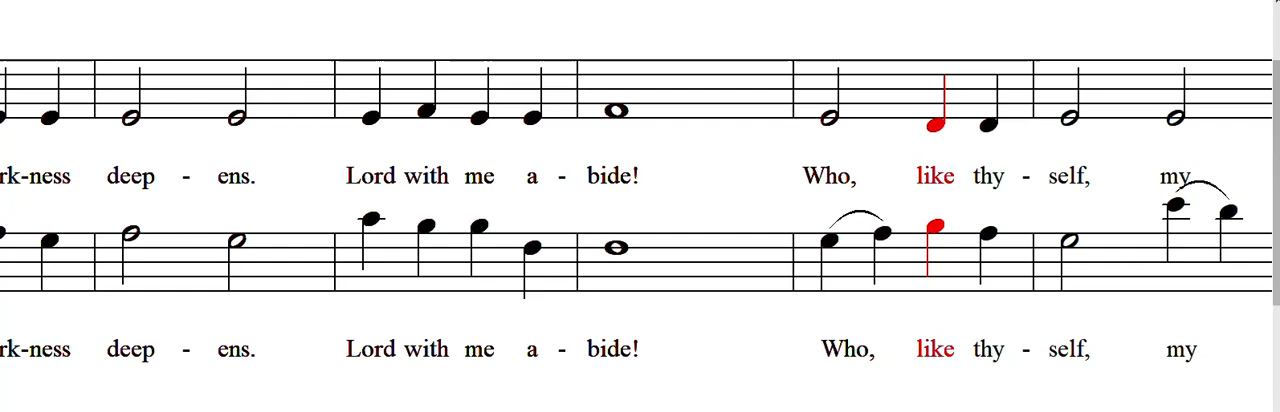 rk-ness deep - ens. Lord with me a - bide! Who, like thy - self, my
rk-ness deep - ens. Lord with me a - bide! Who, like thy - self, my